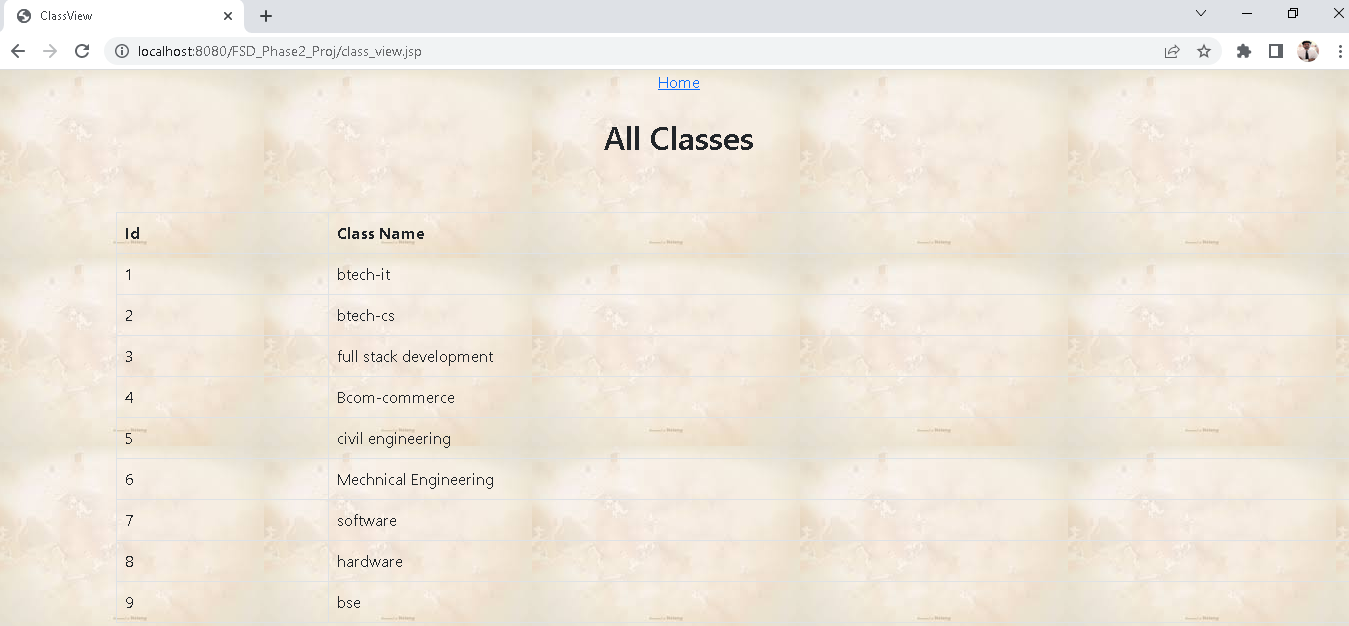 ClassView
localhost:8080/FSD_Phase2_Proj/class_view.jsp
Home
All Classes
Id Class Name
1 btech-it
2 btech-cs
3 full stack development
4 Bcom-commerce
5 civil engineering
6 Mechnical Engineering
7 software
8 hardware
9 bse